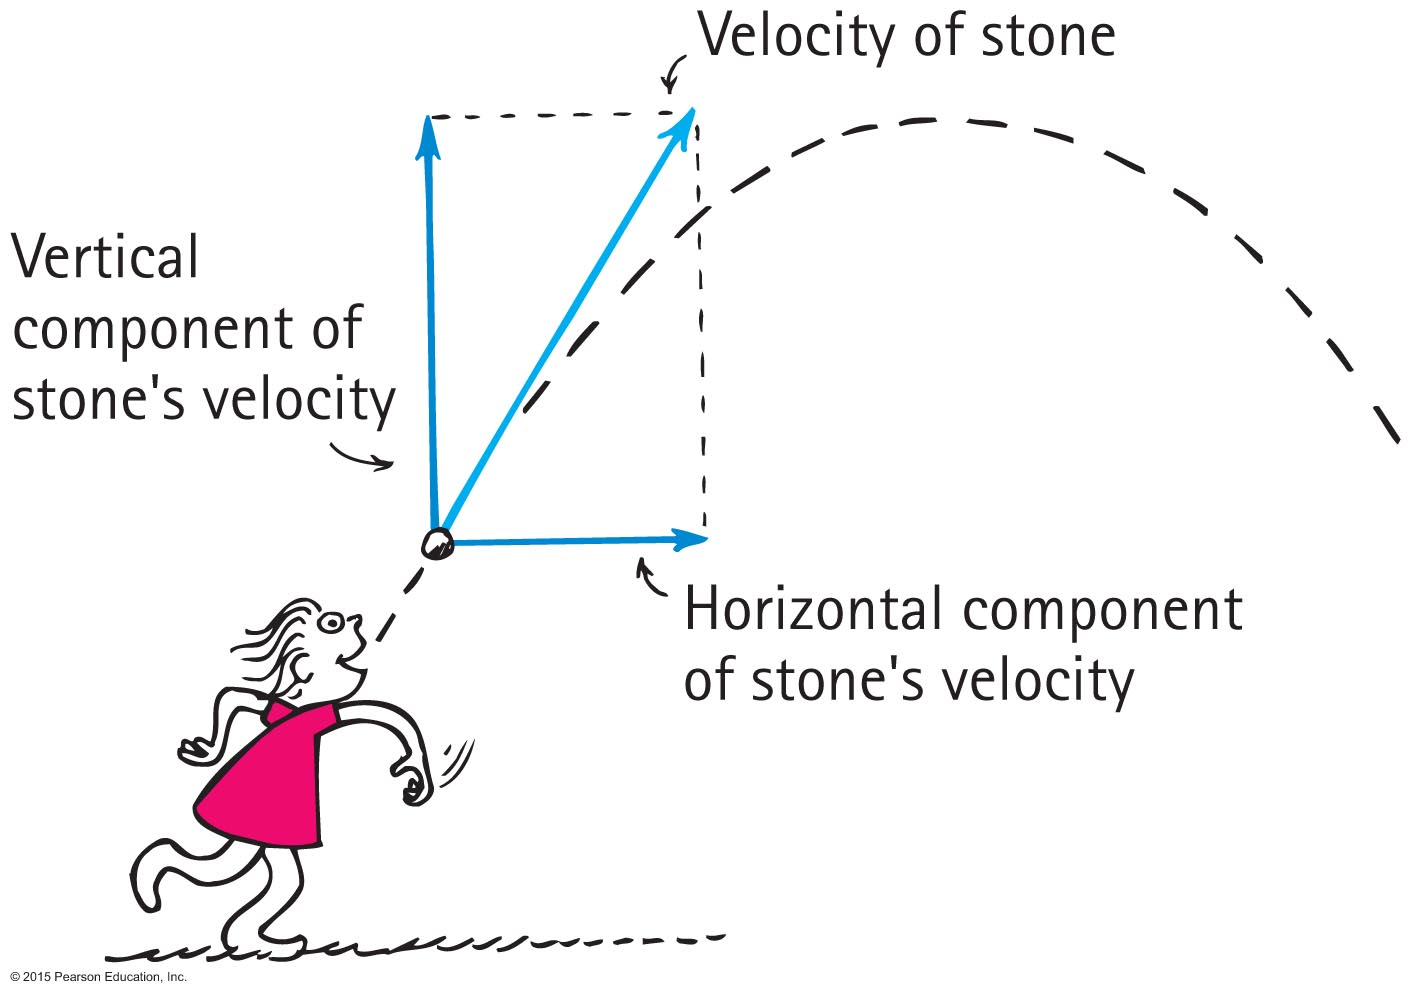 Velocity of stone
Vertical
component of
stone's velocity
Horizontal component
of stone's velocity
© 2015 Pearson Education, Inc.